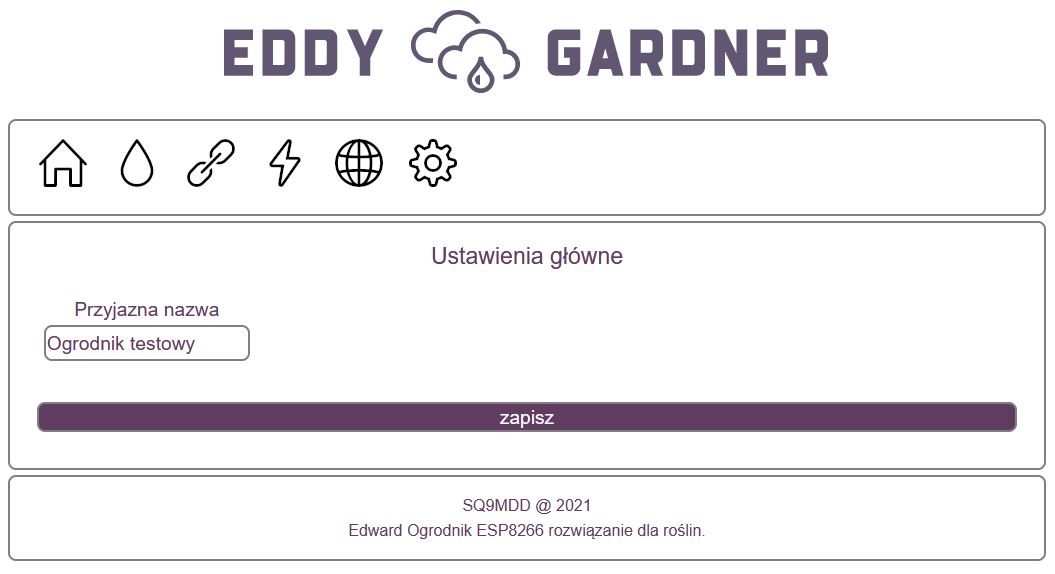 EDDY GARDNER
Ustawienia główne
Przyjazna nazwa
Ogrodnik testowy
zapisz
SQ9MDD @ 2021
Edward Ogrodnik ESP8266 rozwiązanie dla roślin.